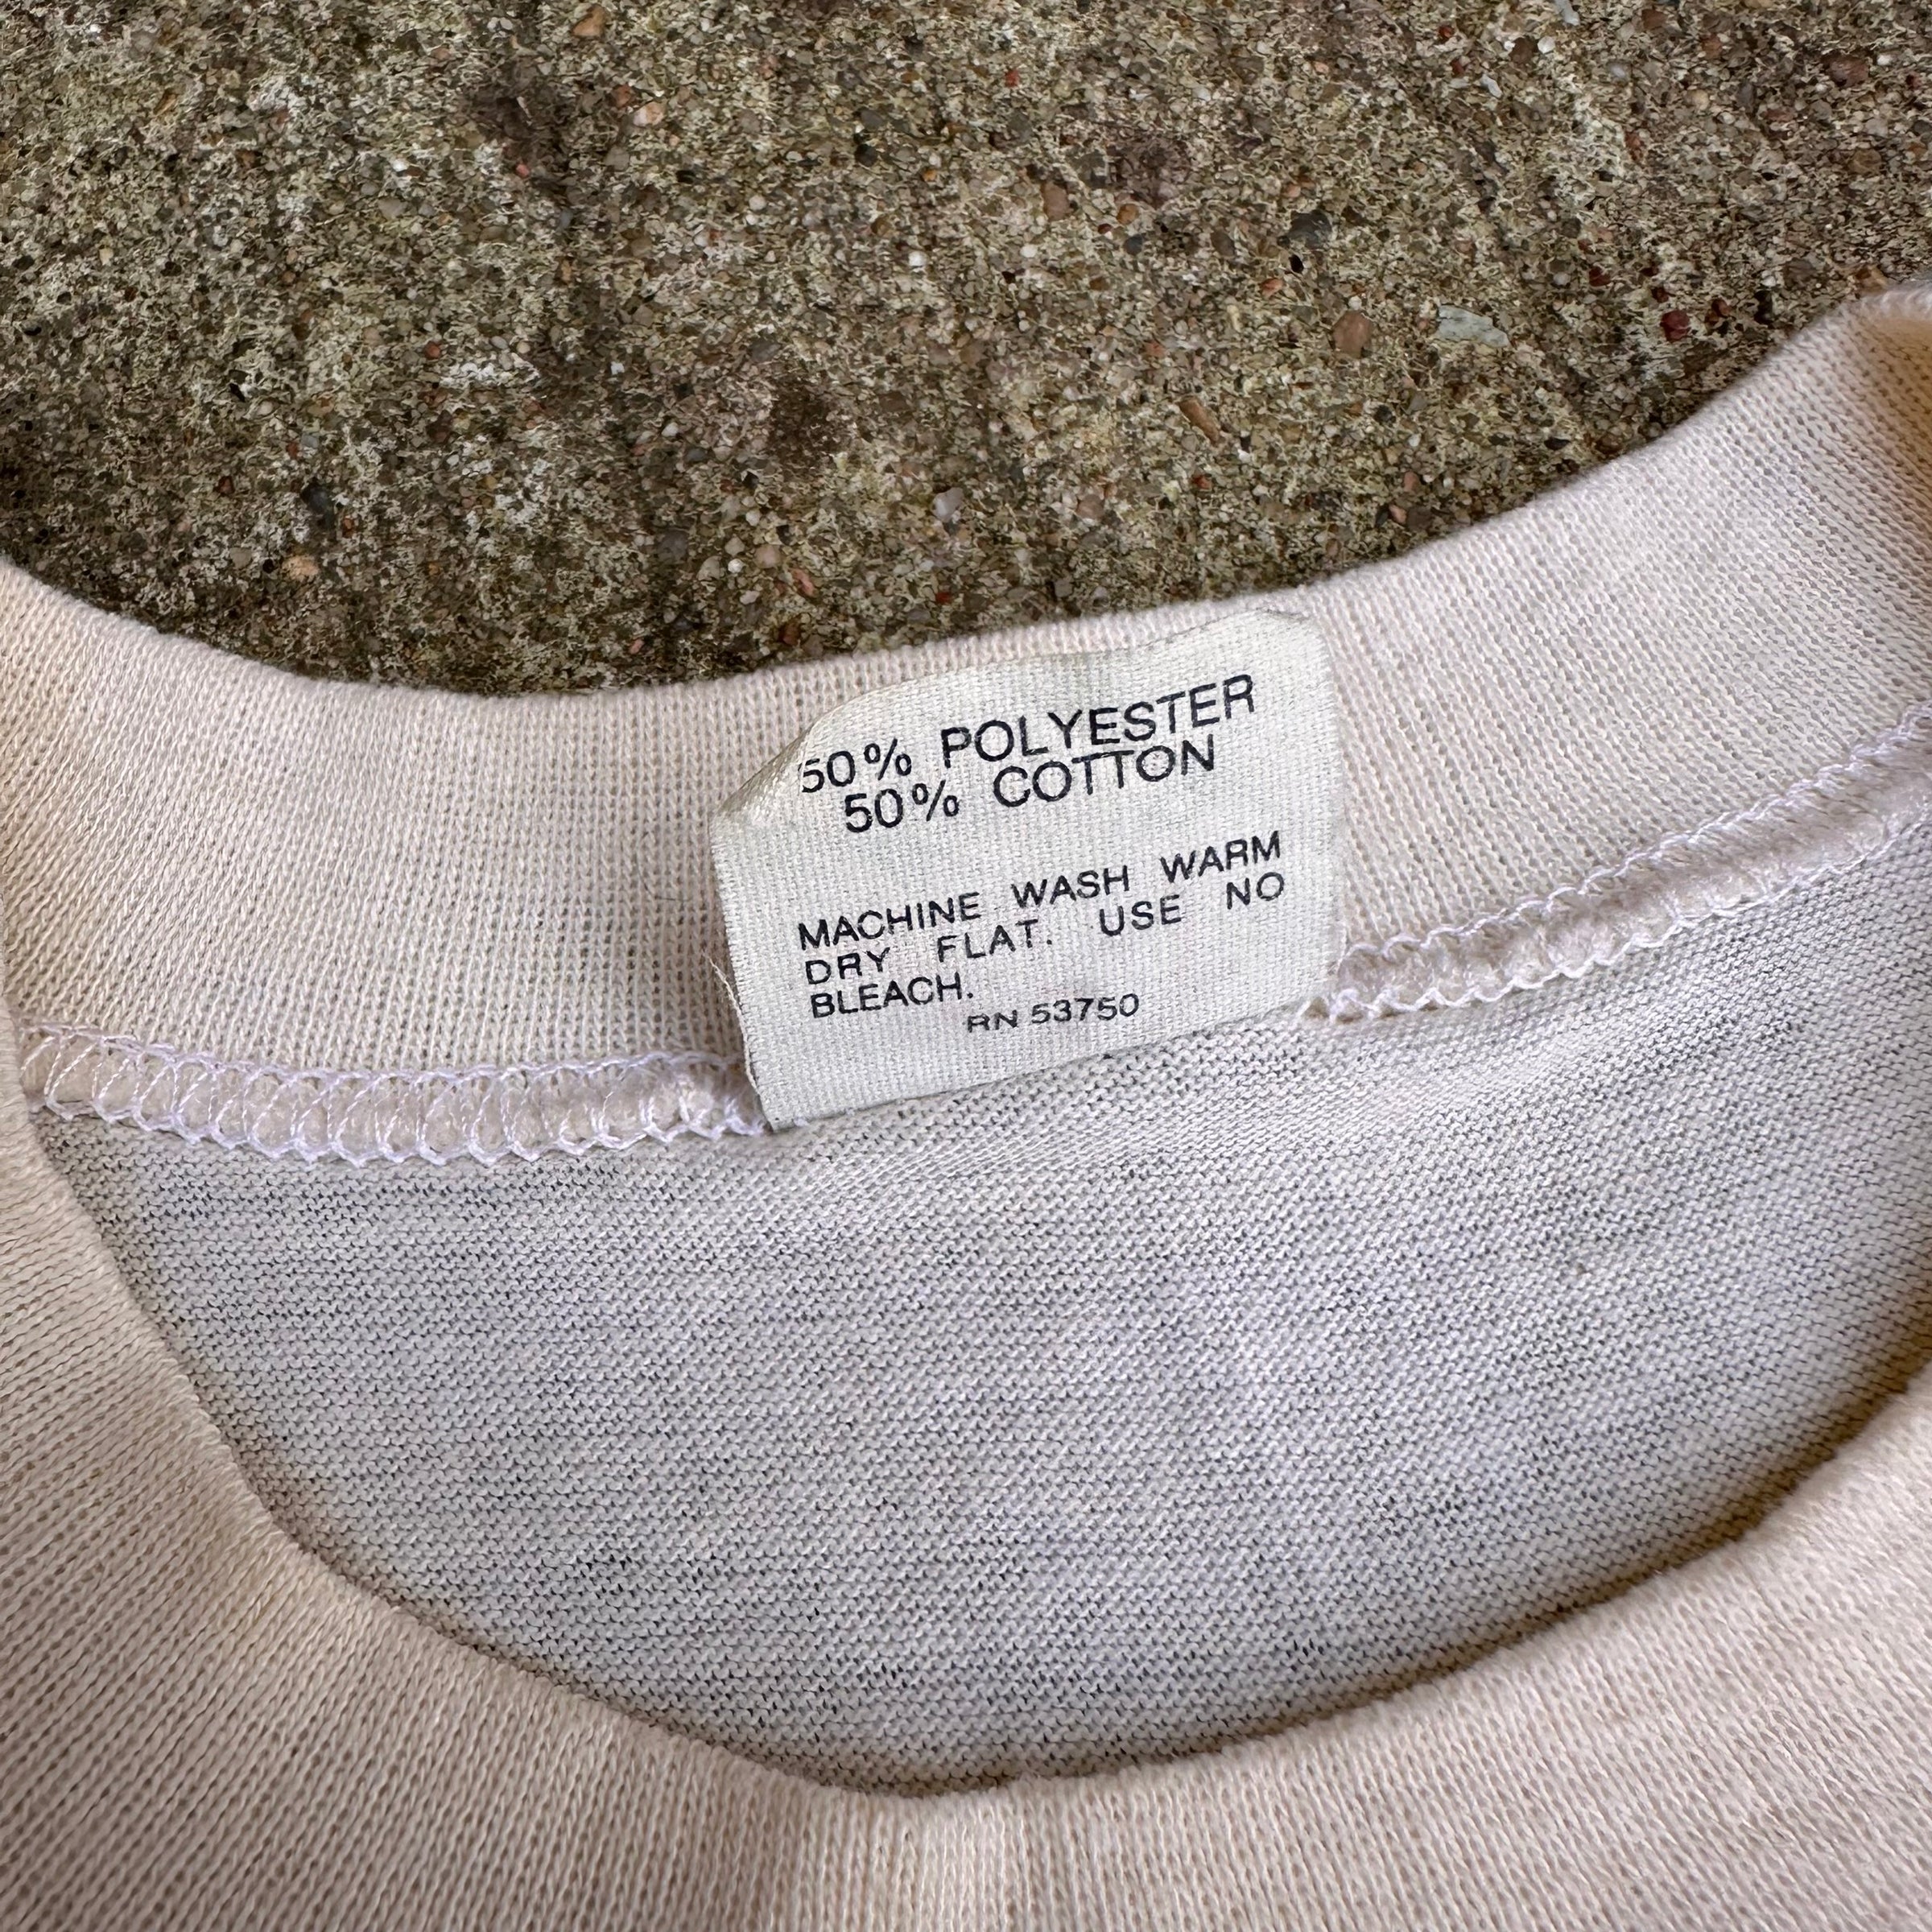 50% POLYESTER
50% COTTON
MACHINE WASH WARM
DRY FLAT. USE NO
BLEACH.
RN 53750